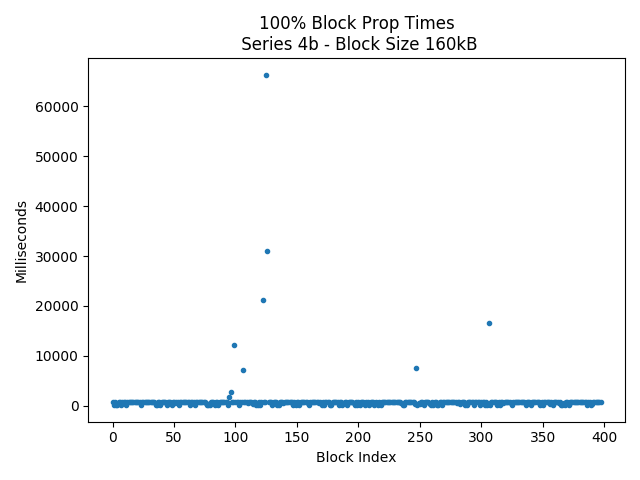 100% Block Prop Times
Series 4b - Block Size 160kB
Milliseconds
60000
50000
40000
30000
20000
10000
0
0 50 100 150 200 250 300 350 400
Block Index